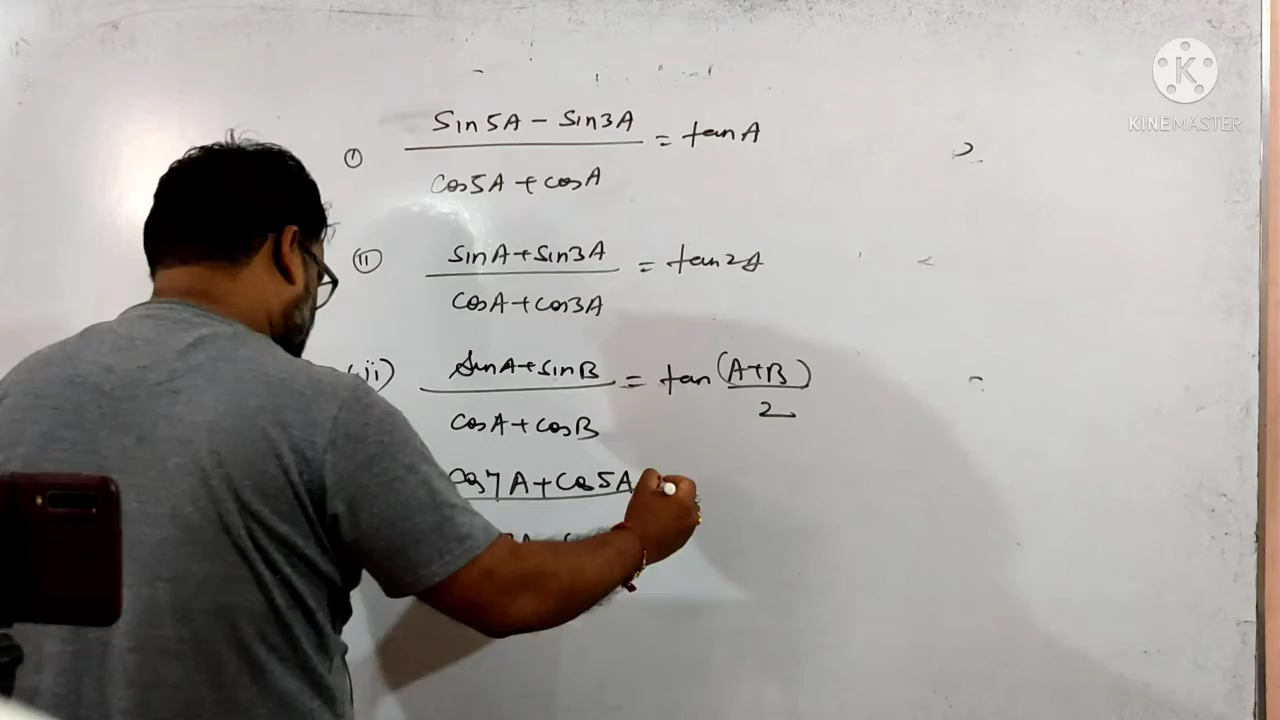 KINEMASTER
(i) (Sin5A - Sin3A) / (Cos5A + cosA) = tanA
(ii) (sinA + sin3A) / (cosA + cos3A) = tan2A
(SinA + sinB) / (cosA + cosB) = tan (A+B)/2
cos7A + cos5A